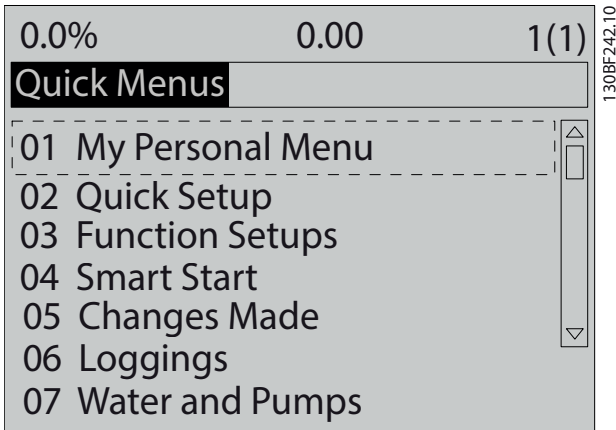 0.0% 0.00 1(1)
Quick Menus
01 My Personal Menu
02 Quick Setup
03 Function Setups
04 Smart Start
05 Changes Made
06 Loggings
07 Water and Pumps
130BF242.10